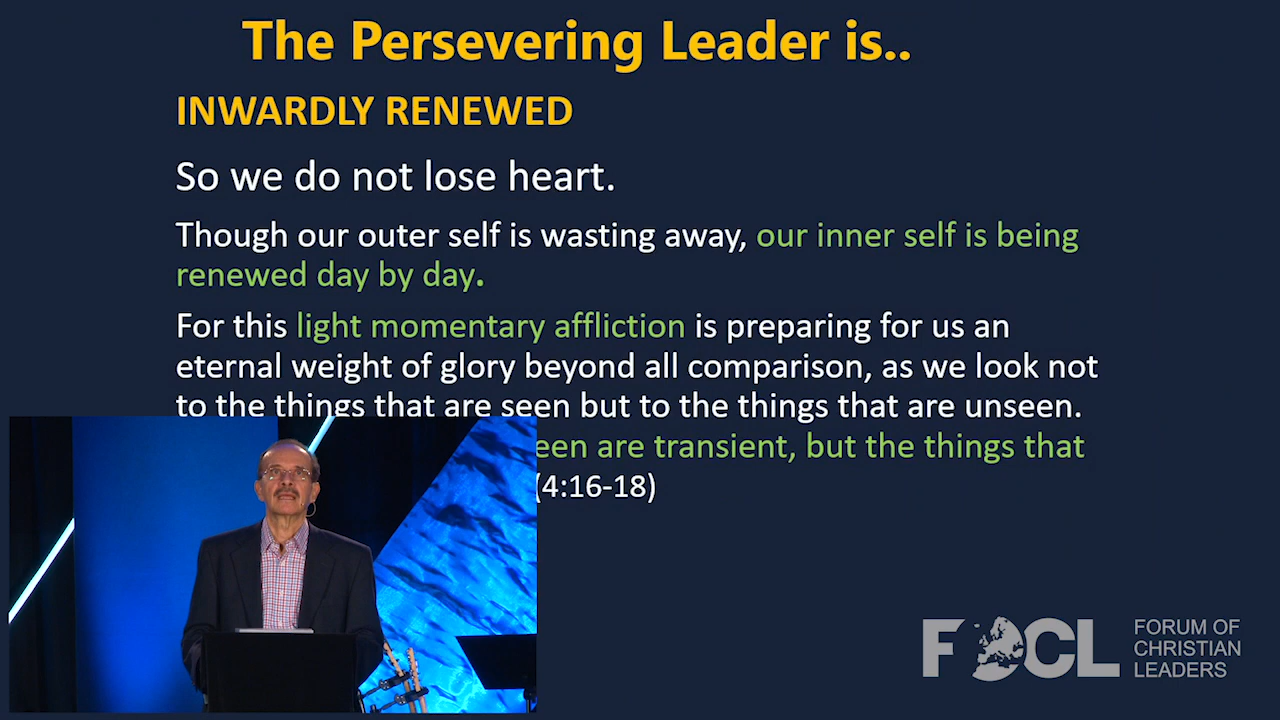 The Persevering Leader is..
INWARDLY RENEWED
So we do not lose heart.
Though our outer self is wasting away, our inner self is being
renewed day by day.
For this light momentary affliction is preparing for us an
eternal weight of glory beyond all comparison, as we look not
to the things that are seen but to the things that are unseen.
een are transient, but the things that
(4:16-18)
FOCL
FORUM OF
CHRISTIAN
LEADERS